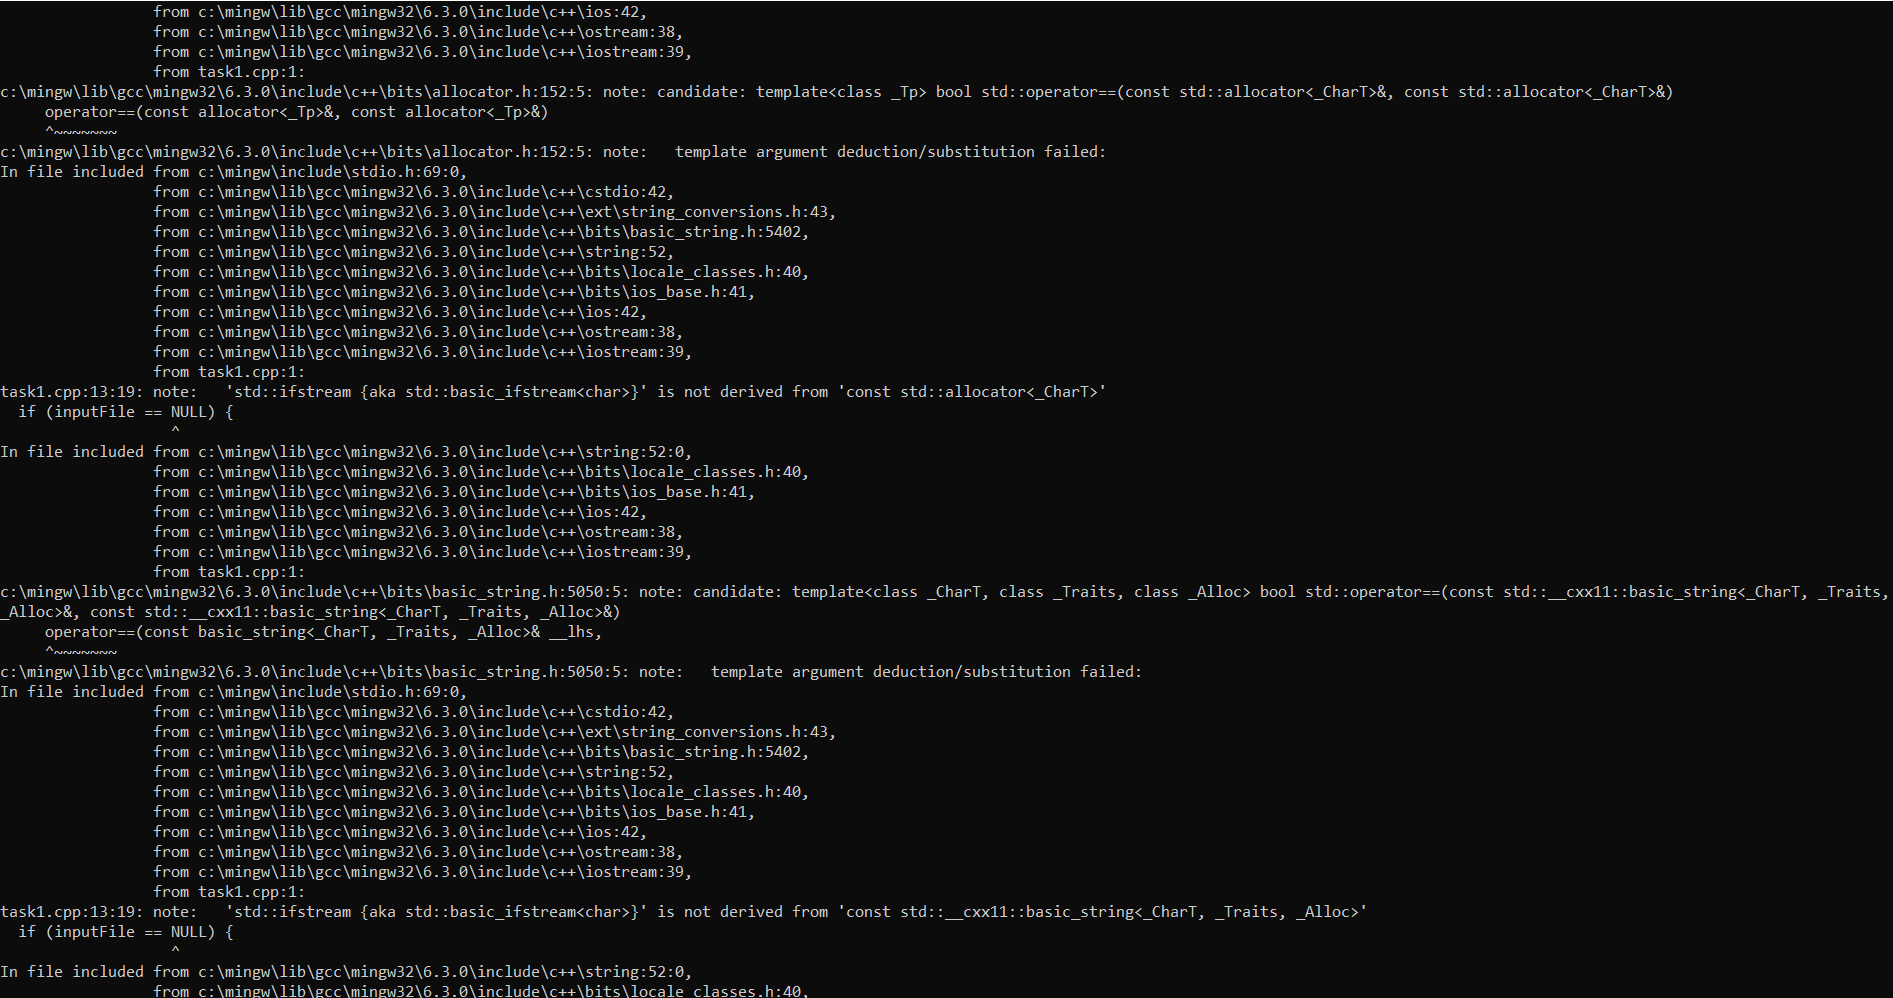 from c:\mingw\lib\gcc\mingw32\6.3.0\include\c++\ios:42,
from c:\mingw\lib\gcc\mingw32\6.3.0\include\c++\ostream:38,
from c:\mingw\lib\gcc\mingw32\6.3.0\include\c++\iostream:39,
from task1.cpp:1:
c:\mingw\lib\gcc\mingw32\6.3.0\include\c++\bits\allocator.h:152:5: note: candidate: template<class _Tp> bool std::operator==(const std::allocator<_CharT>&, const std::allocator<_CharT>&)
operator==(const allocator<_Tp>&, const allocator<_Tp>&)
^~~~~~~~
c:\mingw\lib\gcc\mingw32\6.3.0\include\c++\bits\allocator.h:152:5: note:   template argument deduction/substitution failed:
In file included from c:\mingw\include\stdio.h:69:0,
from c:\mingw\lib\gcc\mingw32\6.3.0\include\c++\cstdio:42,
from c:\mingw\lib\gcc\mingw32\6.3.0\include\c++\ext\string_conversions.h:43,
from c:\mingw\lib\gcc\mingw32\6.3.0\include\c++\bits\basic_string.h:5402,
from c:\mingw\lib\gcc\mingw32\6.3.0\include\c++\string:52,
from c:\mingw\lib\gcc\mingw32\6.3.0\include\c++\bits\locale_classes.h:40,
from c:\mingw\lib\gcc\mingw32\6.3.0\include\c++\bits\ios_base.h:41,
from c:\mingw\lib\gcc\mingw32\6.3.0\include\c++\ios:42,
from c:\mingw\lib\gcc\mingw32\6.3.0\include\c++\ostream:38,
from c:\mingw\lib\gcc\mingw32\6.3.0\include\c++\iostream:39,
from task1.cpp:1:
task1.cpp:13:19: note:   'std::ifstream {aka std::basic_ifstream<char>}' is not derived from 'const std::allocator<_CharT>'
if (inputFile == NULL) {
^
In file included from c:\mingw\lib\gcc\mingw32\6.3.0\include\c++\string:52:0,
from c:\mingw\lib\gcc\mingw32\6.3.0\include\c++\bits\locale_classes.h:40,
from c:\mingw\lib\gcc\mingw32\6.3.0\include\c++\bits\ios_base.h:41,
from c:\mingw\lib\gcc\mingw32\6.3.0\include\c++\ios:42,
from c:\mingw\lib\gcc\mingw32\6.3.0\include\c++\ostream:38,
from c:\mingw\lib\gcc\mingw32\6.3.0\include\c++\iostream:39,
from task1.cpp:1:
c:\mingw\lib\gcc\mingw32\6.3.0\include\c++\bits\basic_string.h:5050:5: note: candidate: template<class _CharT, class _Traits, class _Alloc> bool std::operator==(const std::__cxx11::basic_string<_CharT, _Traits,
_Alloc>&, const std::__cxx11::basic_string<_CharT, _Traits, _Alloc>&)
operator==(const basic_string<_CharT, _Traits, _Alloc>& __lhs,
^~~~~~~~
c:\mingw\lib\gcc\mingw32\6.3.0\include\c++\bits\basic_string.h:5050:5: note:   template argument deduction/substitution failed:
In file included from c:\mingw\include\stdio.h:69:0,
from c:\mingw\lib\gcc\mingw32\6.3.0\include\c++\cstdio:42,
from c:\mingw\lib\gcc\mingw32\6.3.0\include\c++\ext\string_conversions.h:43,
from c:\mingw\lib\gcc\mingw32\6.3.0\include\c++\bits\basic_string.h:5402,
from c:\mingw\lib\gcc\mingw32\6.3.0\include\c++\string:52,
from c:\mingw\lib\gcc\mingw32\6.3.0\include\c++\bits\locale_classes.h:40,
from c:\mingw\lib\gcc\mingw32\6.3.0\include\c++\bits\ios_base.h:41,
from c:\mingw\lib\gcc\mingw32\6.3.0\include\c++\ios:42,
from c:\mingw\lib\gcc\mingw32\6.3.0\include\c++\ostream:38,
from c:\mingw\lib\gcc\mingw32\6.3.0\include\c++\iostream:39,
from task1.cpp:1:
task1.cpp:13:19: note:   'std::ifstream {aka std::basic_ifstream<char>}' is not derived from 'const std::__cxx11::basic_string<_CharT, _Traits, _Alloc>'
if (inputFile == NULL) {
^
In file included from c:\mingw\lib\gcc\mingw32\6.3.0\include\c++\string:52:0,
from c:\mingw\lib\gcc\mingw32\6.3.0\include\c++\bits\locale_classes.h:40,